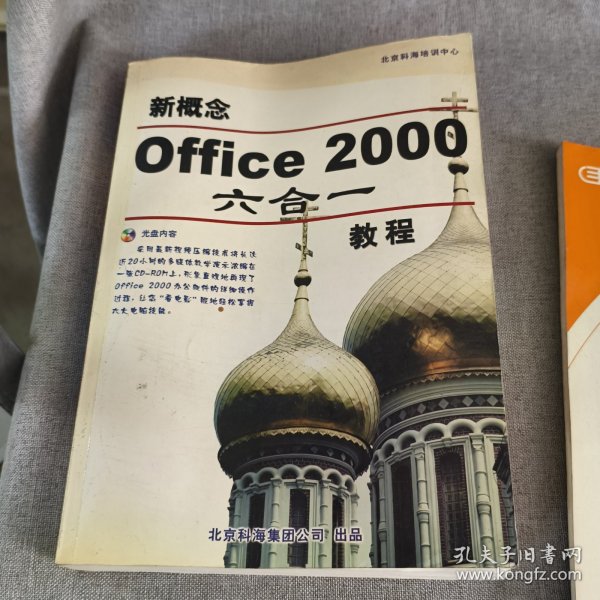 北京科海培训中心
新概念
Office 2000
六合一
教程
光盘内容
采用最新视频压缩技术将长达
近20小时的多媒体教学演示浓缩在
一张CD-ROM上，形象直观地再现了
Office 2000办公软件的详细操作
过程，让您“看电影”般地轻松掌握
六大电脑技能。
北京科海集团公司 出品
孔夫子旧书网
www.kongfz.com